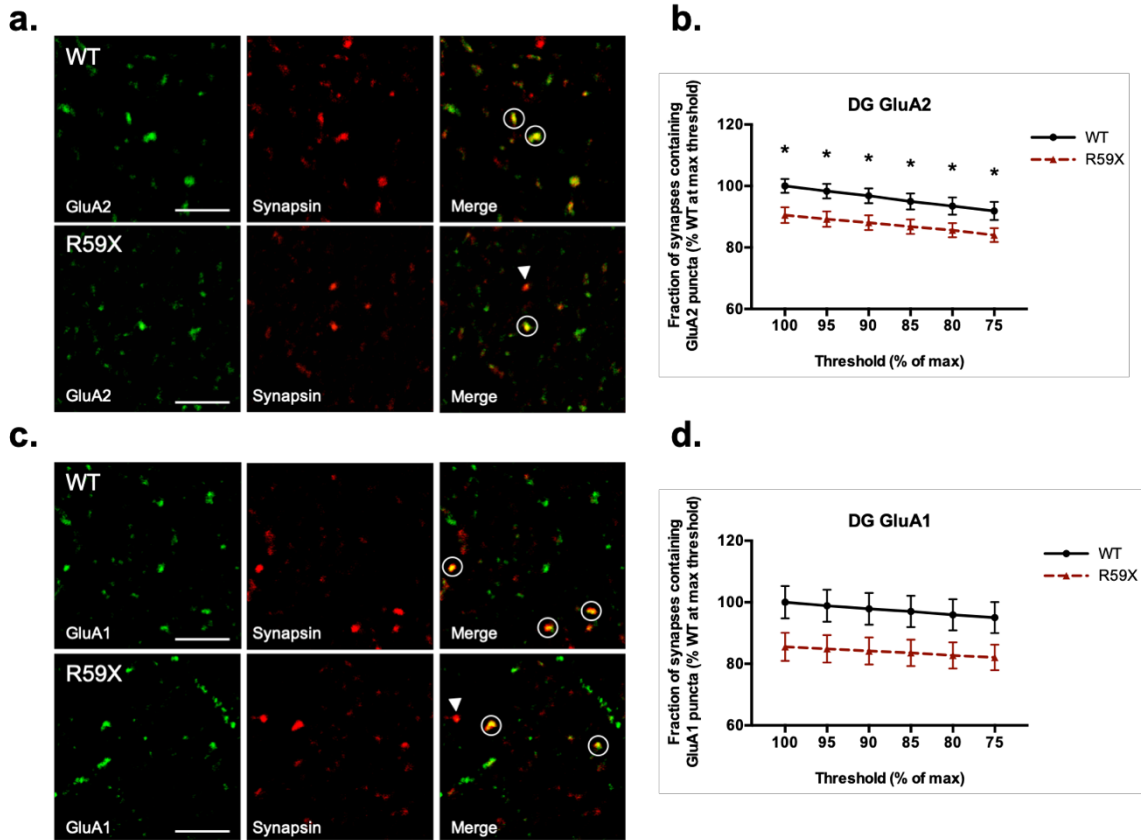 a.
WT
GluA2
Synapsin
Merge
R59X
GluA2
Synapsin
Merge
b.
DG GluA2
Fraction of synapses containing
GluA2 puncta (% WT at max threshold)
120
100
80
60
* * * * * *
WT
R59X
100 95 90 85 80 75
Threshold (% of max)
c.
WT
GluA1
Synapsin
Merge
R59X
GluA1
Synapsin
Merge
d.
DG GluA1
Fraction of synapses containing
GluA1 puncta (% WT at max threshold)
120
100
80
60
WT
R59X
100 95 90 85 80 75
Threshold (% of max)